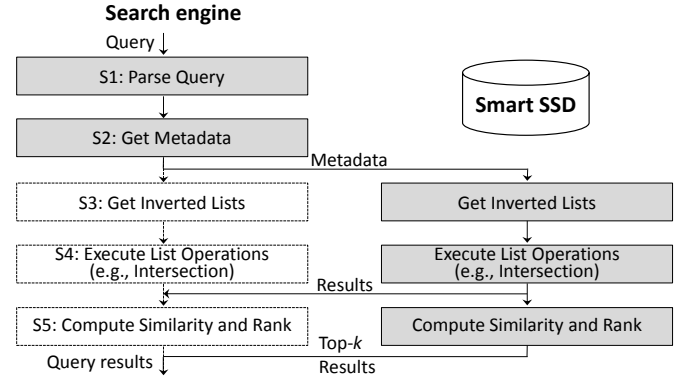 Search engine
Query
S1: Parse Query
Smart SSD
S2: Get Metadata
Metadata
S3: Get Inverted Lists
Get Inverted Lists
S4: Execute List Operations
(e.g., Intersection)
Execute List Operations
(e.g., Intersection)
Results
S5: Compute Similarity and Rank
Compute Similarity and Rank
Top-k
Query results
Results